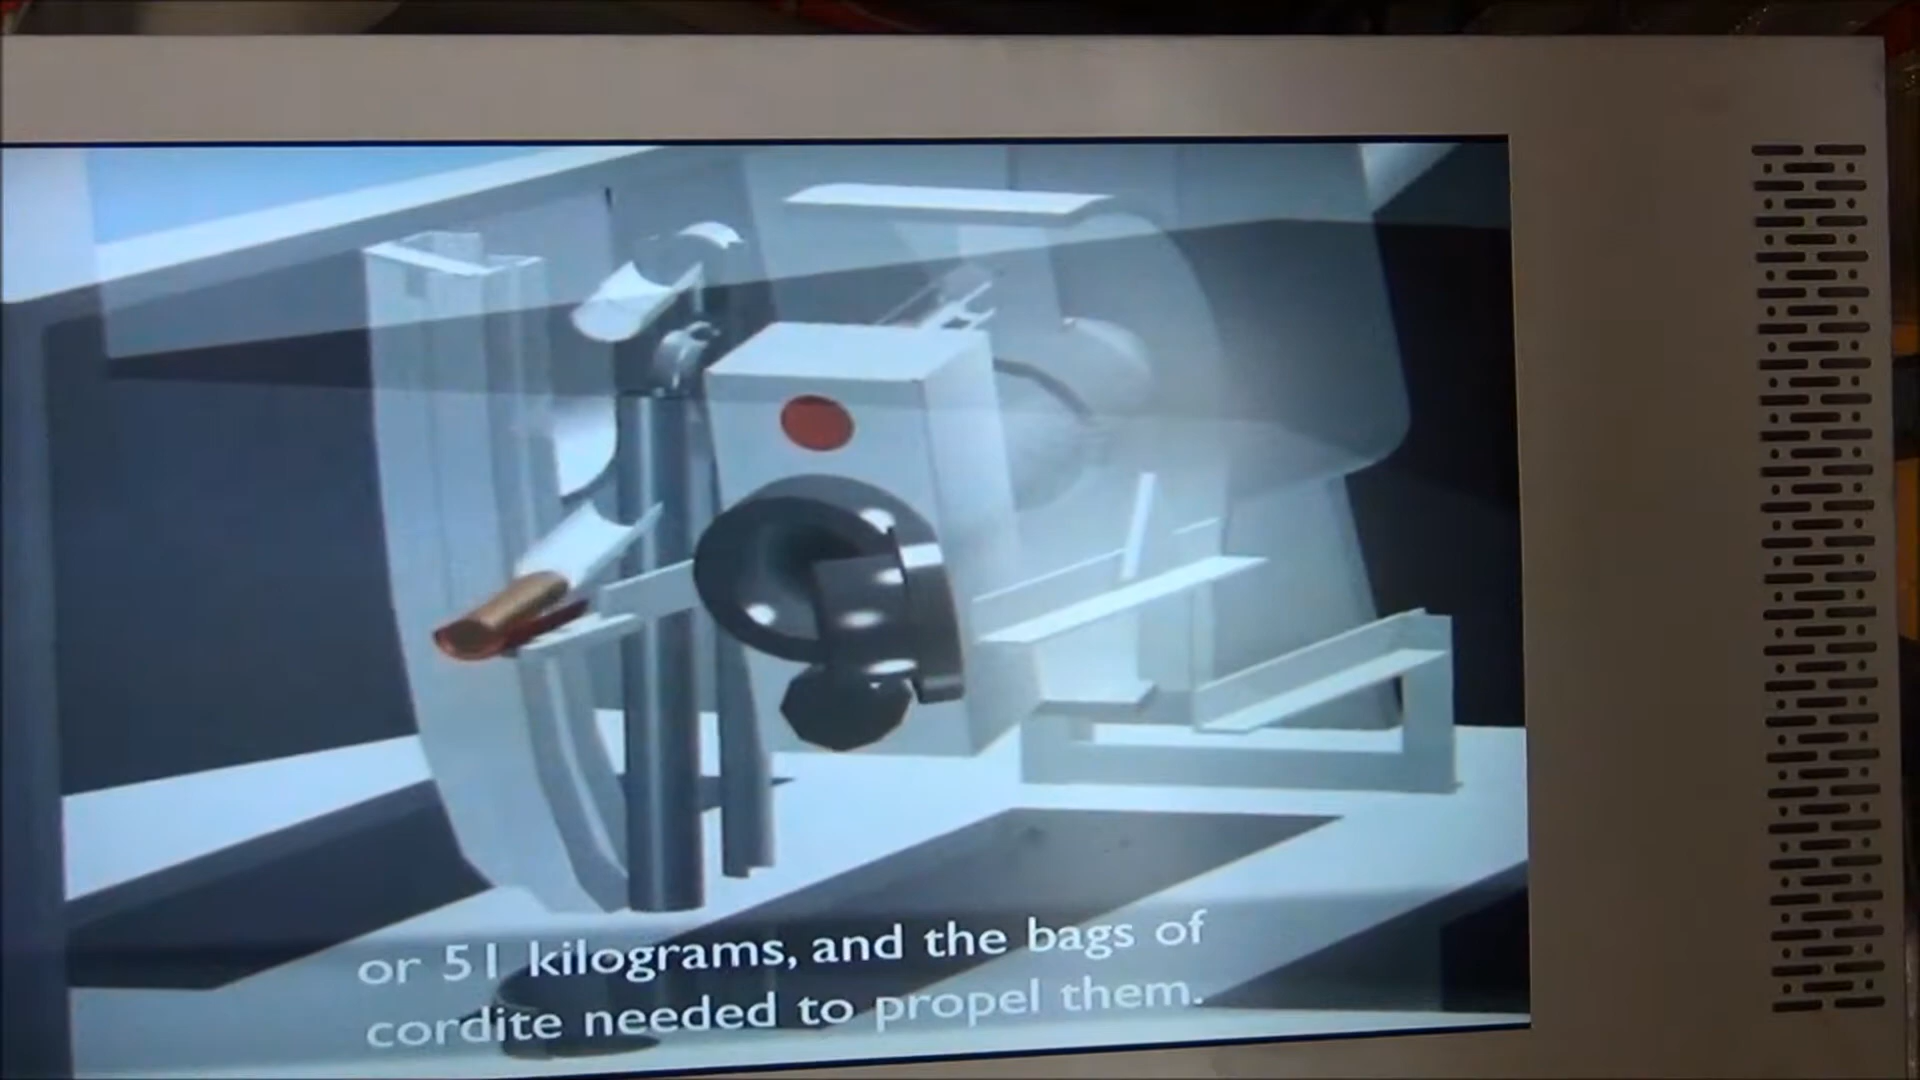 or 51 kilograms, and the bags of
cordite needed to propel them.